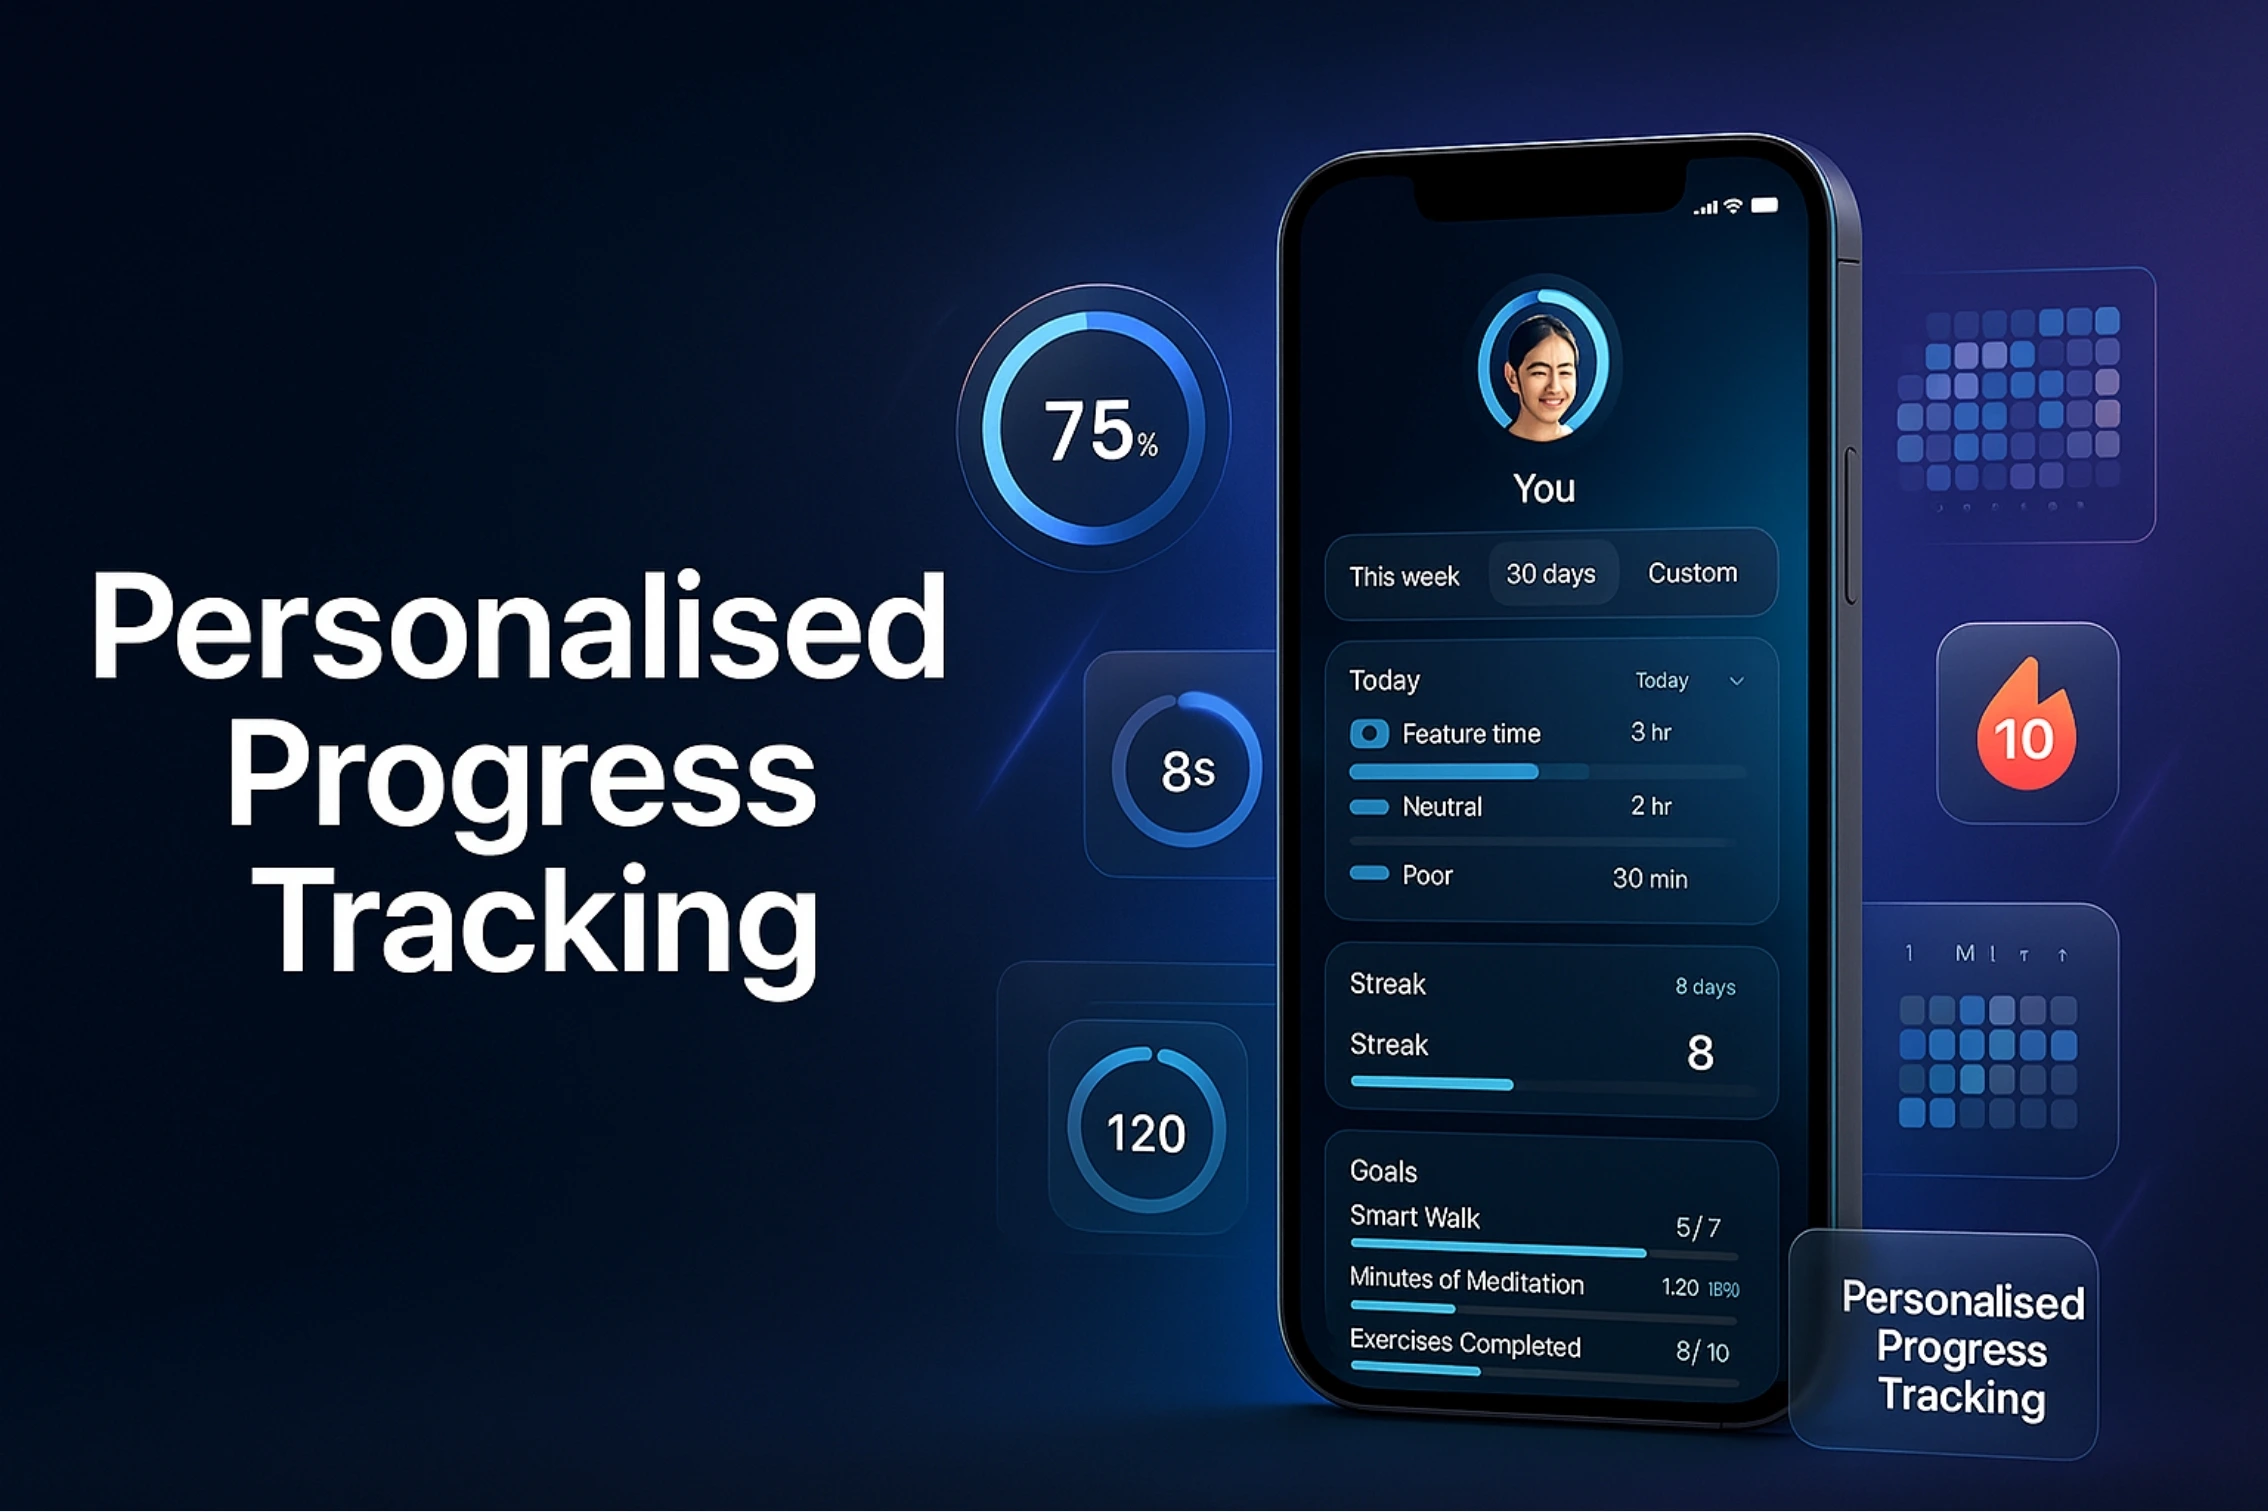 Personalised
Progress
Tracking
75%
8s
120
You
This week 30 days Custom
Today Today
Feature time 3 hr
Neutral 2 hr
Poor 30 min
Streak 8 days
Streak 8
Goals
Smart Walk 5/7
Minutes of Meditation 1.20
Exercises Completed 8/10
10
Personalised
Progress
Tracking